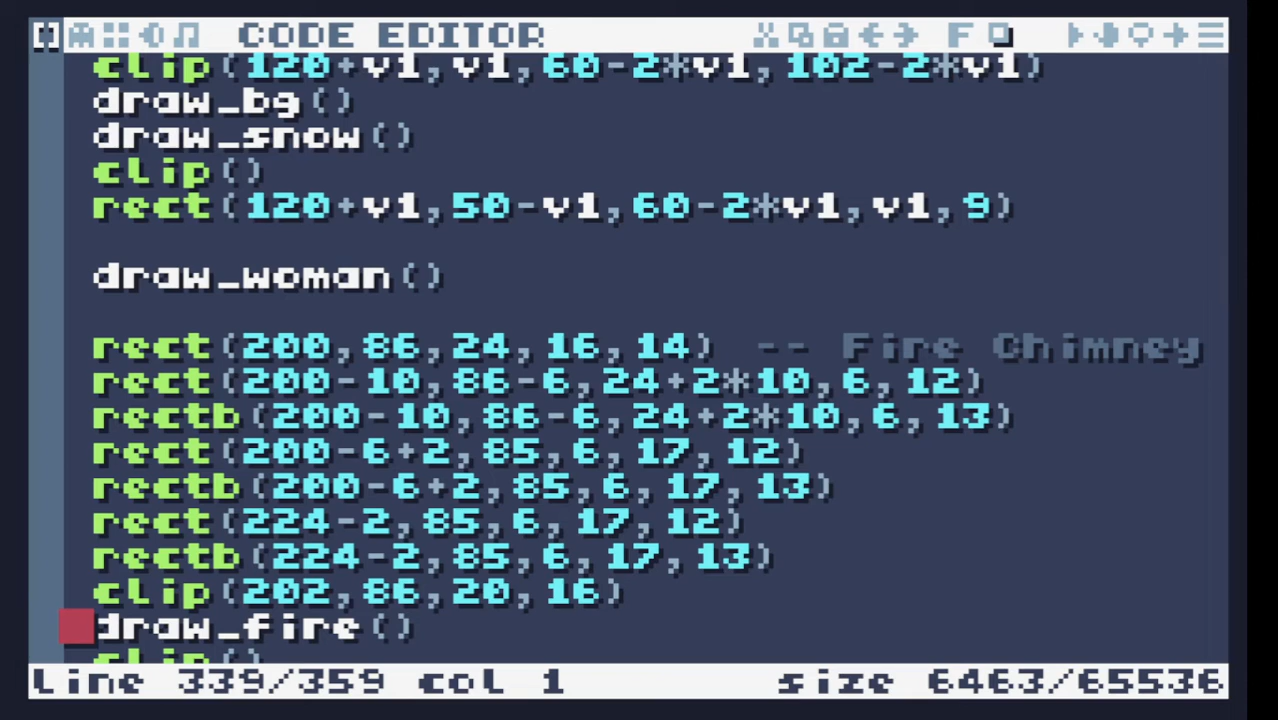 CODE EDITOR F
clip(120+v1,v1,60-2*v1,102-2*v1)
draw_bg()
draw_snow()
clip()
rect(120+v1,50-v1,60-2*v1,v1,9)
draw_woman()
rect(200,86,24,16,14) -- Fire Chimney
rect(200-10,86-6,24+2*10,6,12)
rectb(200-10,86-6,24+2*10,6,13)
rect(200-6+2,85,6,17,12)
rectb(200-6+2,85,6,17,13)
rect(224-2,85,6,17,12)
rectb(224-2,85,6,17,13)
clip(202,86,20,16)
draw_fire()
clip()
line 339/359 col 1 size 6463/65536